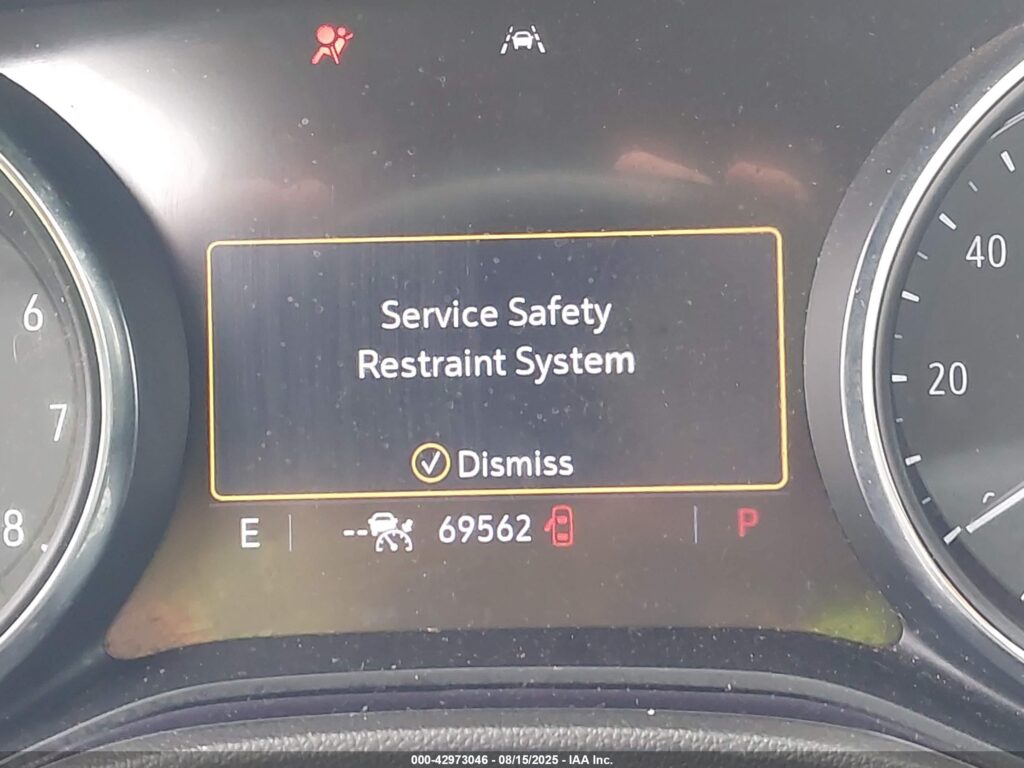 Service Safety
Restraint System
Dismiss
E
--
69562
P
6
7
8
40
20
000-42973046 - 08/15/2025 - IAA Inc.